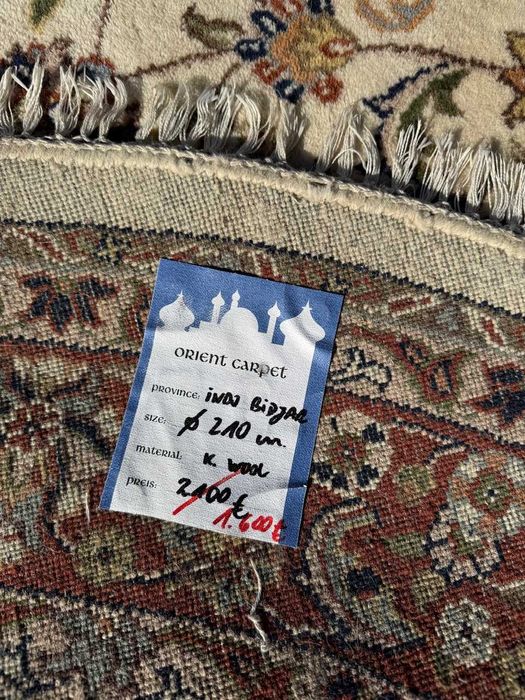 ORIENT CARPET
PROVINCE: INDO BIDJAR
SIZE: ⌀ 210 cm.
MATERIAL: K. WOOL
PREIS: 2100 €
1.600 €